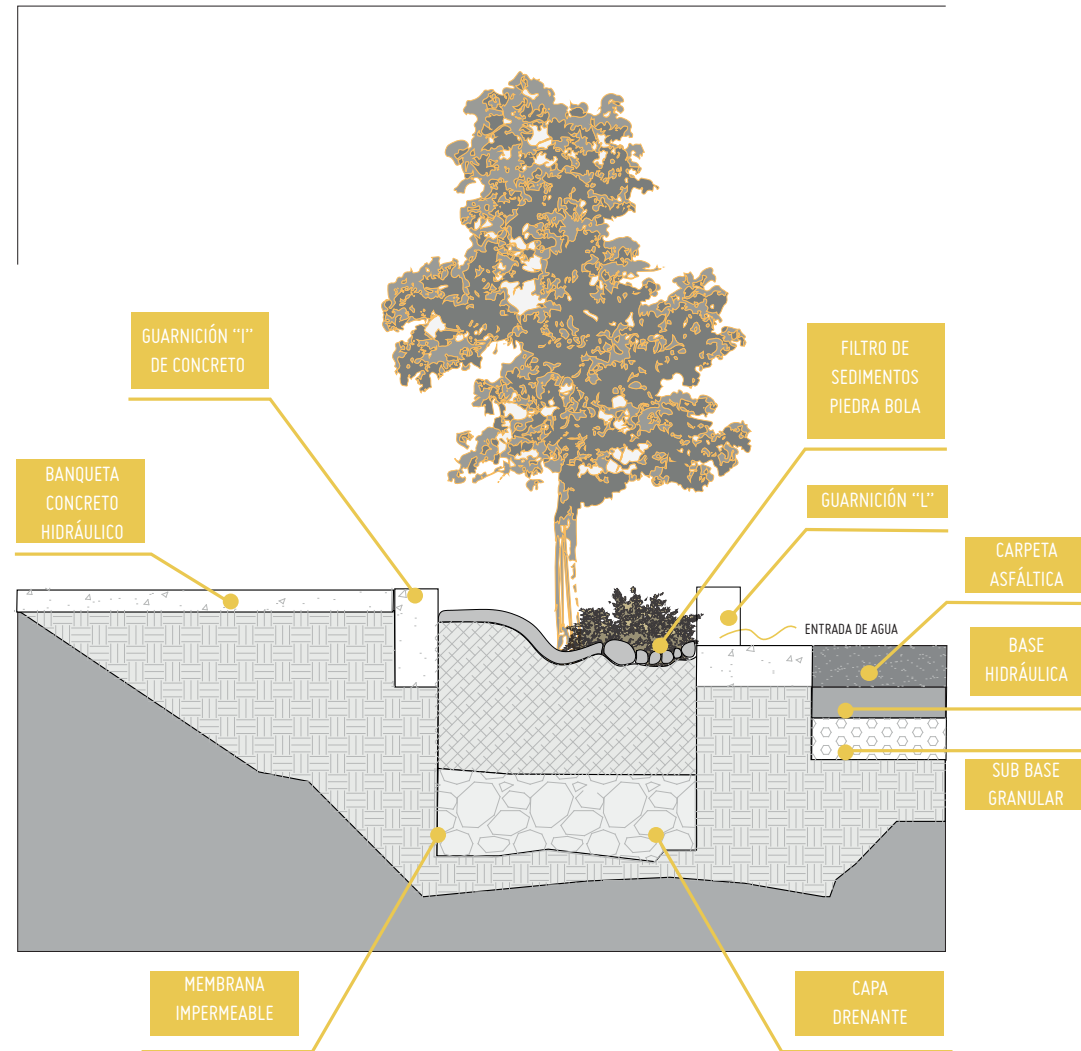 GUARNICIÓN "I"
DE CONCRETO
FILTRO DE
SEDIMENTOS
PIEDRA BOLA
BANQUETA
CONCRETO
HIDRÁULICO
GUARNICIÓN "L"
CARPETA
ASFÁLTICA
ENTRADA DE AGUA
BASE
HIDRÁULICA
SUB BASE
GRANULAR
MEMBRANA
IMPERMEABLE
CAPA
DRENANTE